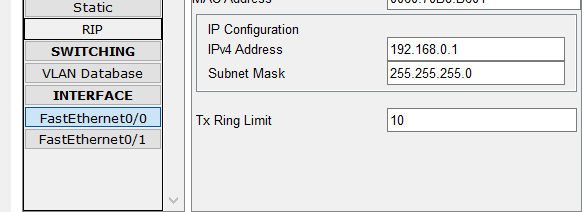 Static
RIP
SWITCHING
VLAN Database
INTERFACE
FastEthernet0/0
FastEthernet0/1
IP Configuration
IPv4 Address 192.168.0.1
Subnet Mask 255.255.255.0
Tx Ring Limit 10